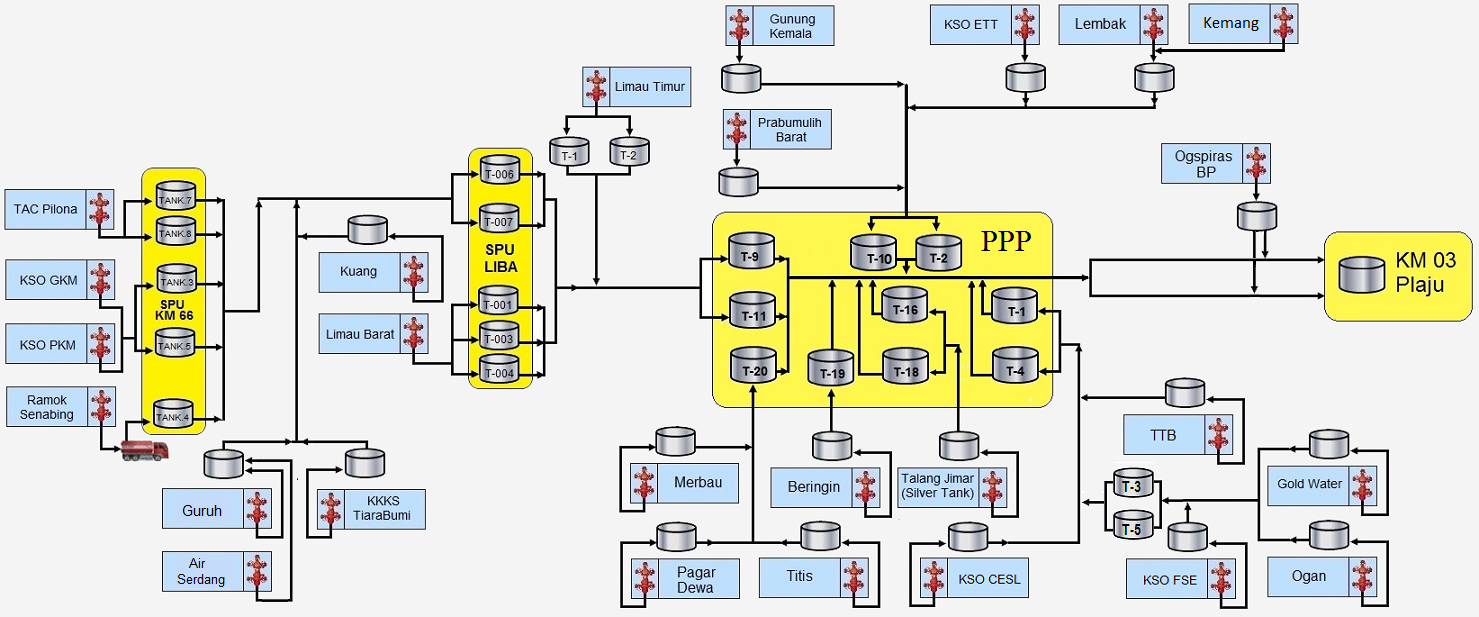 Gunung
Kemala
KSO ETT
Lembak
Kemang
Limau Timur
Prabumulih
Barat
T-1
T-2
Ogspiras
BP
TAC Pilona
TANK.7
TANK.8
KSO GKM
TANK.3
SPU
KM 66
KSO PKM
TANK.5
Ramok
Senabing
TANK.4
Kuang
Limau Barat
T-006
T-007
SPU
LIBA
T-001
T-003
T-004
PPP
T-9
T-10
T-2
T-11
T-16
T-1
T-20
T-19
T-18
T-4
KM 03
Plaju
Guruh
KKKS
TiaraBumi
Air
Serdang
Merbau
Beringin
Talang Jimar
(Silver Tank)
TTB
T-3
T-5
Gold Water
Pagar
Dewa
Titis
KSO CESL
KSO FSE
Ogan